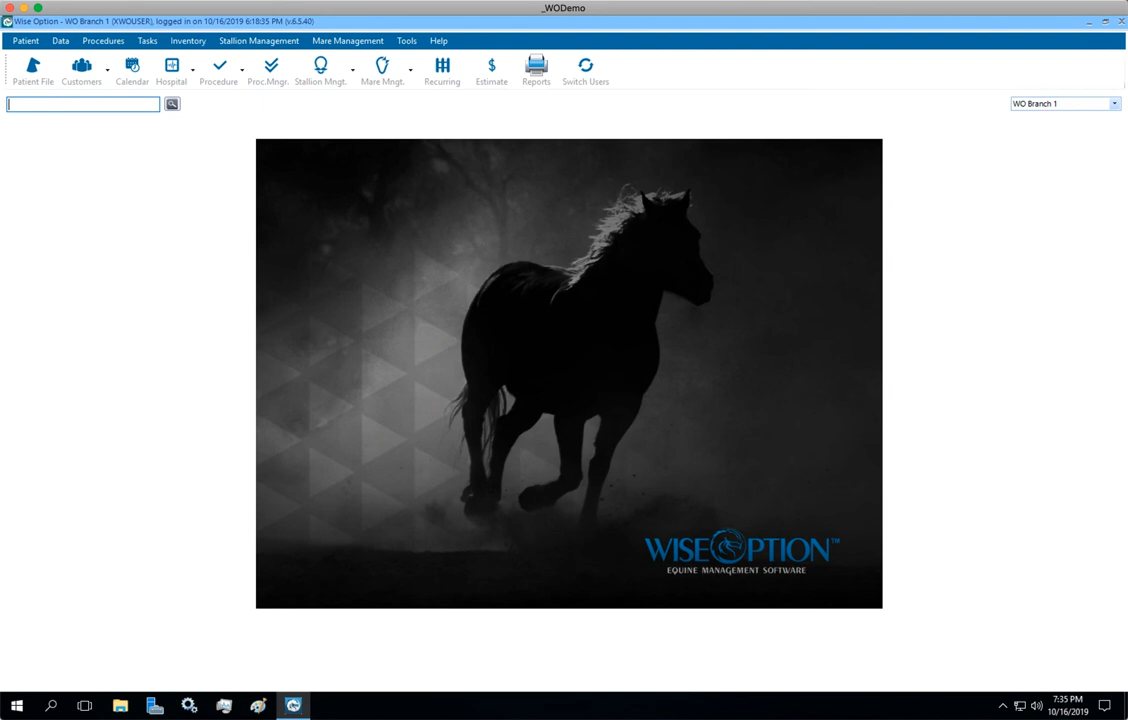 _WODemo
Wise Option - WO Branch 1 (XWOUSER), logged in on 10/16/2019 6:18:35 PM (v.6.5.40)
Patient Data Procedures Tasks Inventory Stallion Management Mare Management Tools Help
Patient File Customers Calendar Hospital Procedure Proc.Mngr. Stallion Mngt. Mare Mngt. Recurring Estimate Reports Switch Users
WO Branch 1
WISE OPTION™
EQUINE MANAGEMENT SOFTWARE
7:35 PM
10/16/2019